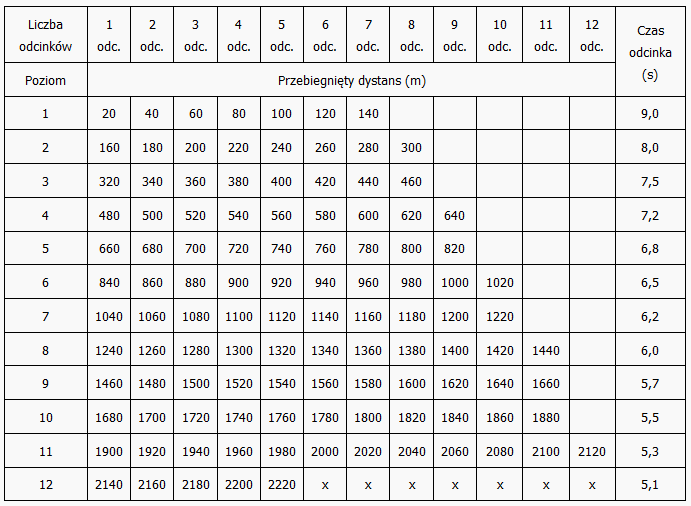 Liczba odcinków 1 odc. 2 odc. 3 odc. 4 odc. 5 odc. 6 odc. 7 odc. 8 odc. 9 odc. 10 odc. 11 odc. 12 odc. Czas odcinka (s)
Poziom Przebiegnięty dystans (m)
1 20 40 60 80 100 120 140 9,0
2 160 180 200 220 240 260 280 300 8,0
3 320 340 360 380 400 420 440 460 7,5
4 480 500 520 540 560 580 600 620 640 7,2
5 660 680 700 720 740 760 780 800 820 6,8
6 840 860 880 900 920 940 960 980 1000 1020 6,5
7 1040 1060 1080 1100 1120 1140 1160 1180 1200 1220 6,2
8 1240 1260 1280 1300 1320 1340 1360 1380 1400 1420 1440 6,0
9 1460 1480 1500 1520 1540 1560 1580 1600 1620 1640 1660 5,7
10 1680 1700 1720 1740 1760 1780 1800 1820 1840 1860 1880 5,5
11 1900 1920 1940 1960 1980 2000 2020 2040 2060 2080 2100 2120 5,3
12 2140 2160 2180 2200 2220 x x x x x x x 5,1